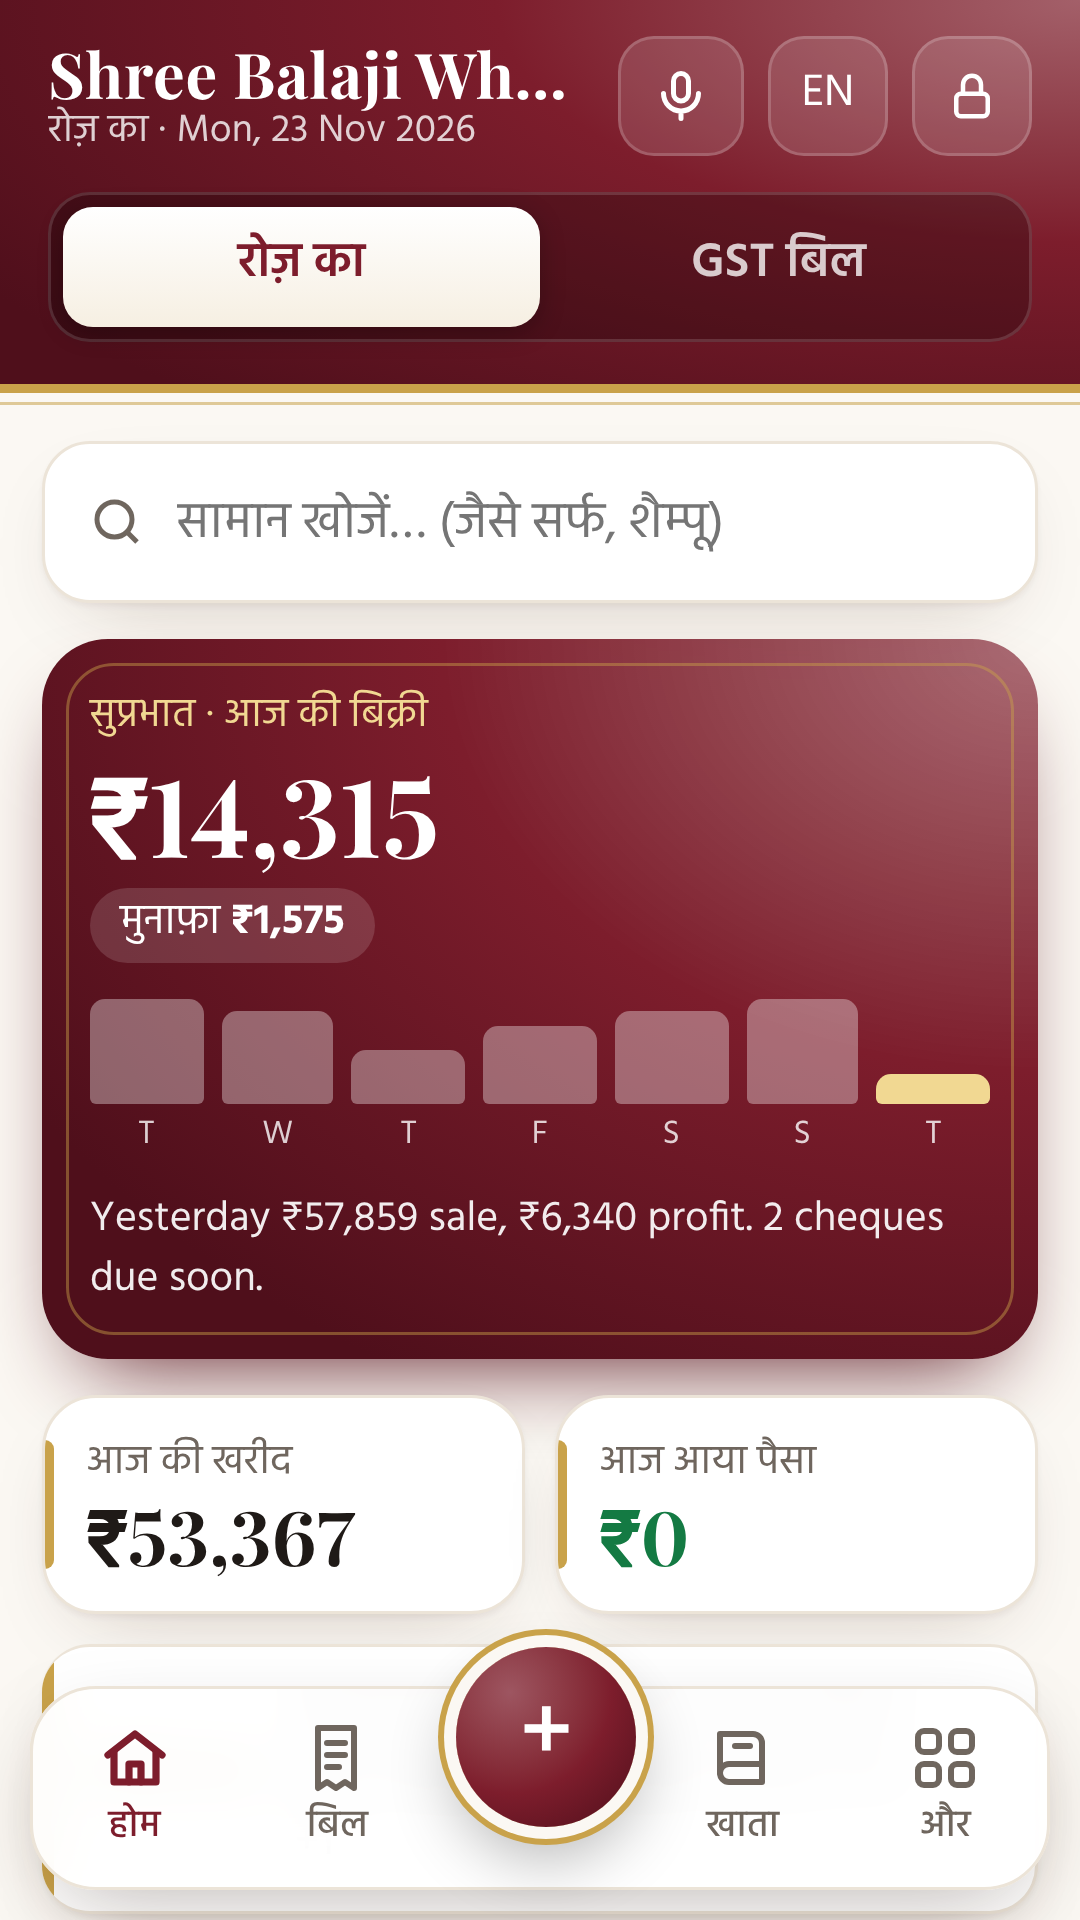 Shree Balaji Wh...
रोज़ का · Mon, 23 Nov 2026
EN
रोज़ का
GST बिल
सामान खोजें... (जैसे सर्फ, शैम्पू)
सुप्रभात · आज की बिक्री
₹14,315
मुनाफ़ा ₹1,575
T W T F S S T
Yesterday ₹57,859 sale, ₹6,340 profit. 2 cheques
due soon.
आज की खरीद
₹53,367
आज आया पैसा
₹0
+
होम
बिल
खाता
और